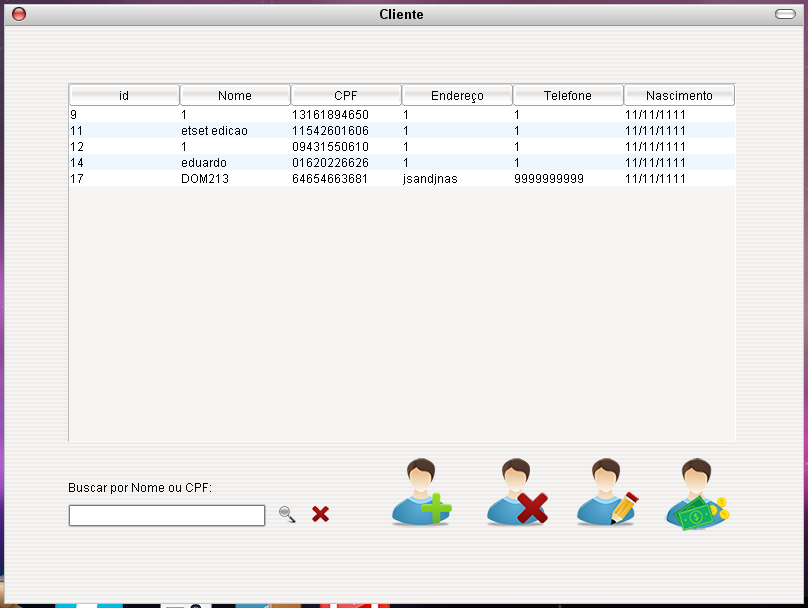 Cliente
id Nome CPF Endereço Telefone Nascimento
9 1 13161894650 1 1 11/11/1111
11 etset edicao 11542601606 1 1 11/11/1111
12 1 09431550610 1 1 11/11/1111
14 eduardo 01620226626 1 1 11/11/1111
17 DOM213 64654663681 jsandjnas 9999999999 11/11/1111
Buscar por Nome ou CPF: